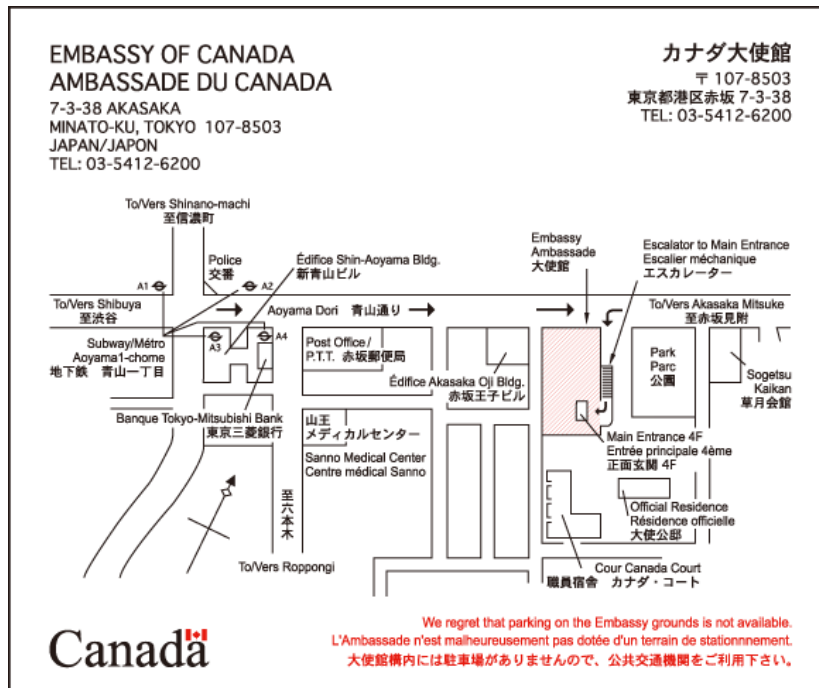 EMBASSY OF CANADA
AMBASSADE DU CANADA
7-3-38 AKASAKA
MINATO-KU, TOKYO 107-8503
JAPAN/JAPON
TEL: 03-5412-6200
カナダ大使館
〒 107-8503
東京都港区赤坂 7-3-38
TEL: 03-5412-6200
To/Vers Shinano-machi
至信濃町
Police
交番
Édifice Shin-Aoyama Bldg.
新青山ビル
Embassy
Ambassade
大使館
Escalator to Main Entrance
Escalier méchanique
エスカレーター
A1
A2
To/Vers Shibuya
至渋谷
Aoyama Dori 青山通り
To/Vers Akasaka Mitsuke
至赤坂見附
Subway/Métro
Aoyama1-chome
地下鉄 青山一丁目
A3
A4
Post Office /
P.T.T. 赤坂郵便局
Édifice Akasaka Oji Bldg.
赤坂王子ビル
Park
Parc
公園
Sogetsu
Kaikan
草月会館
Banque Tokyo-Mitsubishi Bank
東京三菱銀行
山王
メディカルセンター
Sanno Medical Center
Centre médical Sanno
Main Entrance 4F
Entrée principale 4ème
正面玄関 4F
至六本木
To/Vers Roppongi
Official Residence
Résidence officielle
大使公邸
Cour Canada Court
職員宿舎 カナダ・コート
We regret that parking on the Embassy grounds is not available.
L'Ambassade n'est malheureusement pas dotée d'un terrain de stationnnement.
大使館構内には駐車場がありませんので、公共交通機関をご利用下さい。
Canada